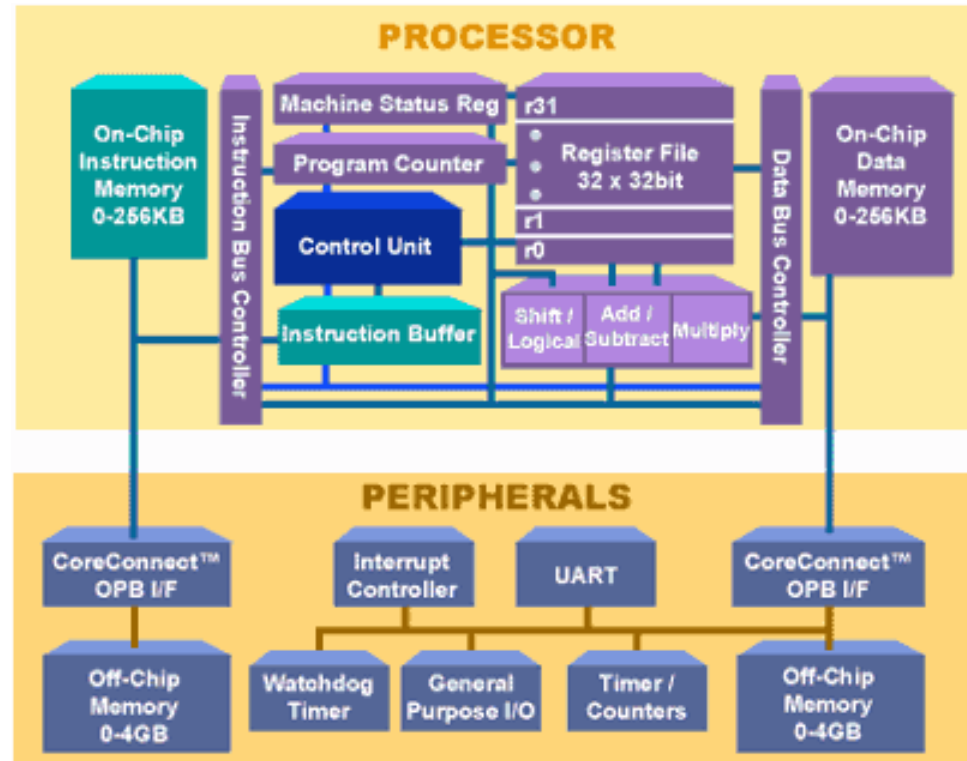 PROCESSOR
On-Chip
Instruction
Memory
0-256KB
Instruction Bus Controller
Machine Status Reg
Program Counter
Control Unit
Instruction Buffer
r31
Register File
32 x 32bit
r1
r0
Shift /
Logical
Add /
Subtract
Multiply
Data Bus Controller
On-Chip
Data
Memory
0-256KB
PERIPHERALS
CoreConnect™
OPB I/F
Interrupt
Controller
UART
CoreConnect™
OPB I/F
Off-Chip
Memory
0-4GB
Watchdog
Timer
General
Purpose I/O
Timer /
Counters
Off-Chip
Memory
0-4GB